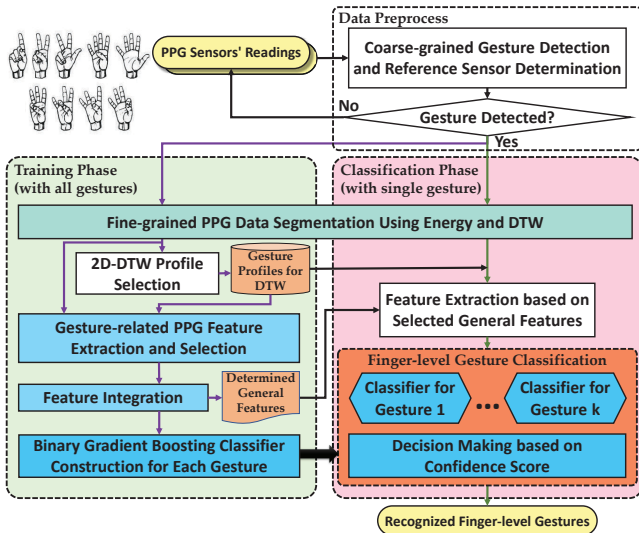 Data Preprocess
PPG Sensors' Readings
Coarse-grained Gesture Detection
and Reference Sensor Determination
No
Gesture Detected?
Yes
Training Phase
(with all gestures)
Classification Phase
(with single gesture)
Fine-grained PPG Data Segmentation Using Energy and DTW
2D-DTW Profile
Selection
Gesture
Profiles for
DTW
Feature Extraction based on
Selected General Features
Gesture-related PPG Feature
Extraction and Selection
Finger-level Gesture Classification
Feature Integration
Determined
General
Features
Classifier for
Gesture 1
...
Classifier for
Gesture k
Binary Gradient Boosting Classifier
Construction for Each Gesture
Decision Making based on
Confidence Score
Recognized Finger-level Gestures